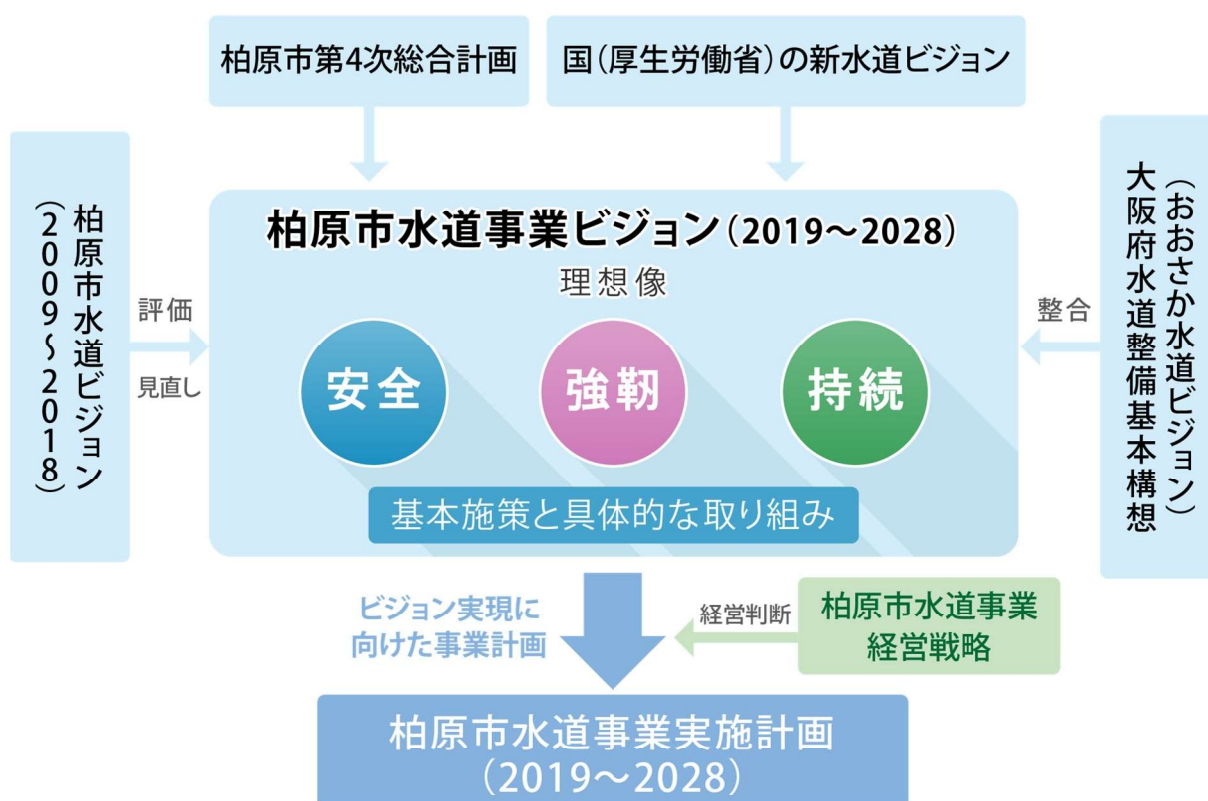 柏原市第4次総合計画
国(厚生労働省)の新水道ビジョン
柏原市水道ビジョン
(2009~2018)
評価
見直し
柏原市水道事業ビジョン(2019~2028)
理想像
安全
強靭
持続
基本施策と具体的な取り組み
整合
(おおさか水道ビジョン)
大阪府水道整備基本構想
ビジョン実現に
向けた事業計画
経営判断
柏原市水道事業
経営戦略
柏原市水道事業実施計画
(2019~2028)